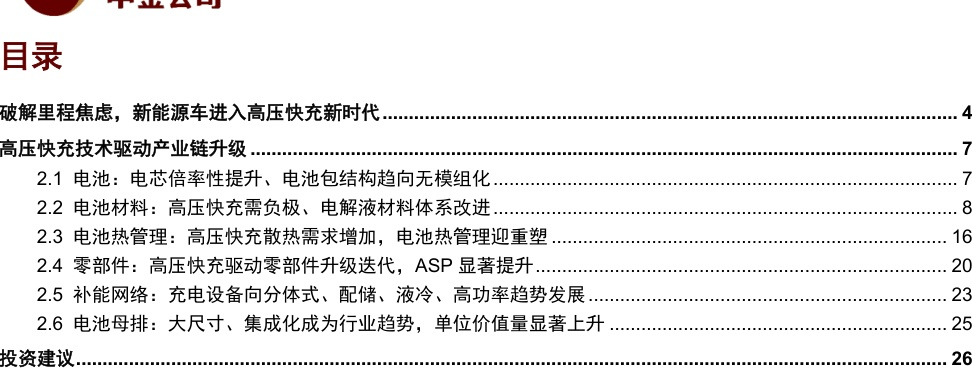 中金公司
目录
破解里程焦虑，新能源车进入高压快充新时代 4
高压快充技术驱动产业链升级 7
2.1 电池：电芯倍率性提升、电池包结构趋向无模组化 7
2.2 电池材料：高压快充需负极、电解液材料体系改进 8
2.3 电池热管理：高压快充散热需求增加，电池热管理迎重塑 16
2.4 零部件：高压快充驱动零部件升级迭代，ASP 显著提升 20
2.5 补能网络：充电设备向分体式、配储、液冷、高功率趋势发展 23
2.6 电池母排：大尺寸、集成化成为行业趋势，单位价值量显著上升 25
投资建议 26